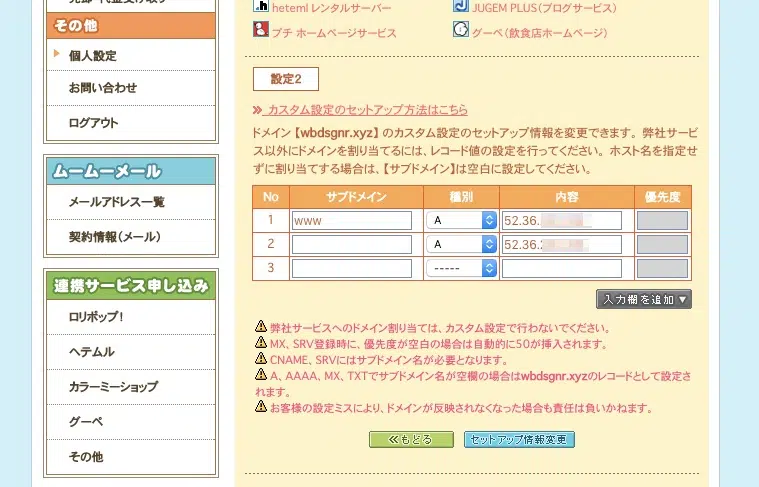 その他
個人設定
お問い合わせ
ログアウト
ムームーメール
メールアドレス一覧
契約情報（メール）
連携サービス申し込み
ロリポップ！
ヘテムル
カラーミーショップ
グーペ
その他
heteml レンタルサーバー
JUGEM PLUS（ブログサービス）
プチ ホームページサービス
グーペ（飲食店ホームページ）
設定2
カスタム設定のセットアップ方法はこちら
ドメイン【wbdsgnr.xyz】のカスタム設定のセットアップ情報を変更できます。弊社サービ
ス以外にドメインを割り当てるには、レコード値の設定を行ってください。ホスト名を指定せ
ずに割り当てする場合は、【サブドメイン】は空白に設定してください。
No サブドメイン 種別 内容 優先度
1 www A 52.36.
2 A 52.36.
3 -----
入力欄を追加▼
弊社サービスへのドメイン割り当ては、カスタム設定で行わないでください。
MX、SRV登録時に、優先度が空白の場合は自動的に50が挿入されます。
CNAME、SRVにはサブドメイン名が必要となります。
A、AAAA、MX、TXTでサブドメイン名が空欄の場合はwbdsgnr.xyzのレコードとして設定さ
れます。
お客様の設定ミスにより、ドメインが反映されなくなった場合も責任は負いかねます。
≪もどる セットアップ情報変更